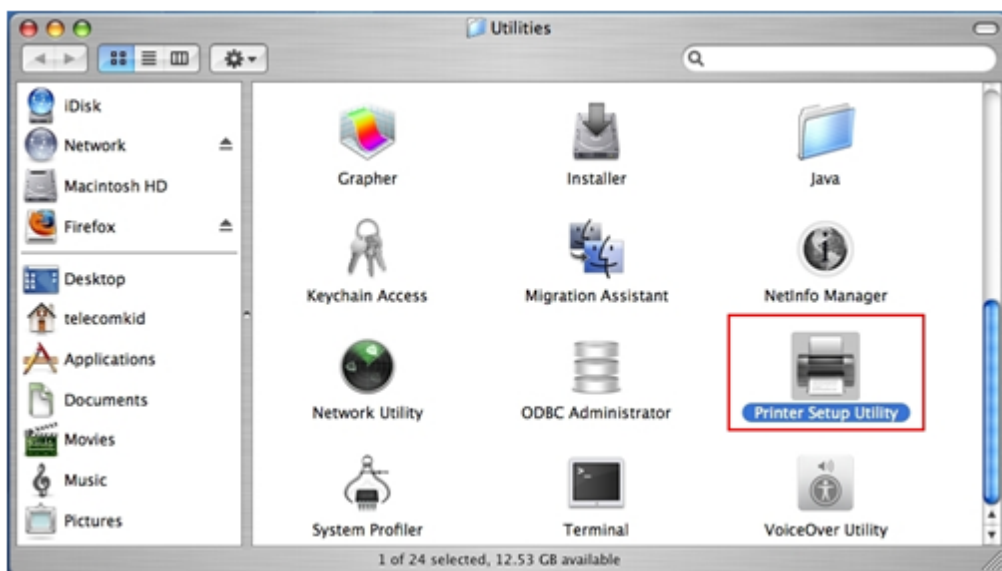 Utilities
iDisk
Network
Macintosh HD
Firefox
Desktop
telecomkid
Applications
Documents
Movies
Music
Pictures
Grapher
Installer
Java
Keychain Access
Migration Assistant
NetInfo Manager
Network Utility
ODBC Administrator
Printer Setup Utility
System Profiler
Terminal
VoiceOver Utility
1 of 24 selected, 12.53 GB available